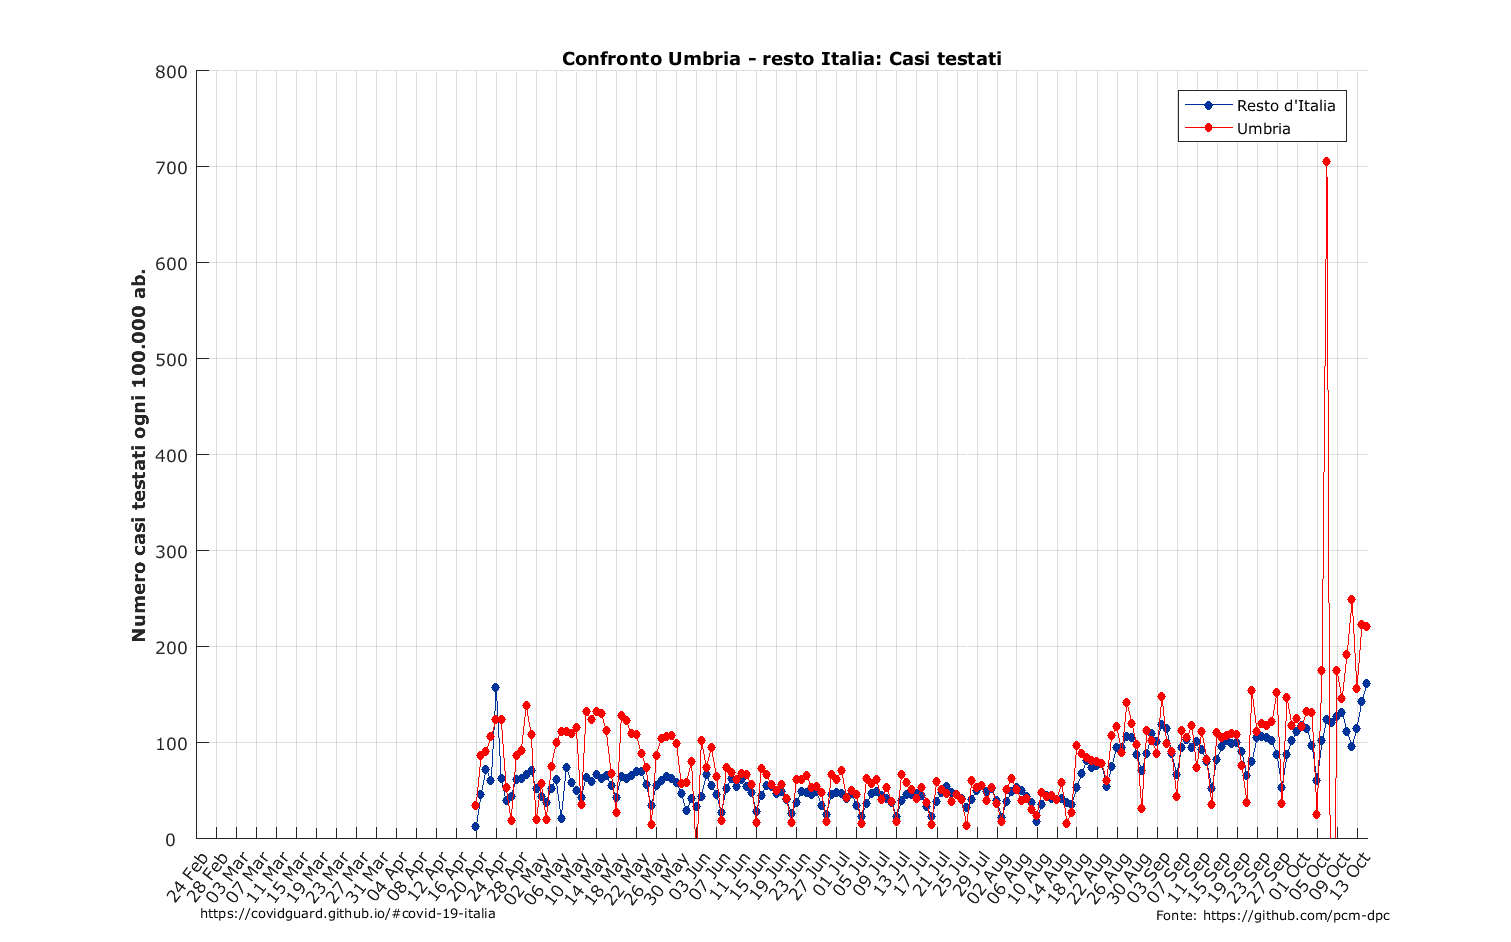 Confronto Umbria - resto Italia: Casi testati
Resto d'Italia
Umbria
Numero casi testati ogni 100.000 ab.
800
700
600
500
400
300
200
100
0
24 Feb
28 Feb
03 Mar
07 Mar
11 Mar
15 Mar
19 Mar
23 Mar
27 Mar
31 Mar
04 Apr
08 Apr
12 Apr
16 Apr
20 Apr
24 Apr
28 Apr
02 May
06 May
10 May
14 May
18 May
22 May
26 May
30 May
03 Jun
07 Jun
11 Jun
15 Jun
19 Jun
23 Jun
27 Jun
01 Jul
05 Jul
09 Jul
13 Jul
17 Jul
21 Jul
25 Jul
29 Jul
02 Aug
06 Aug
10 Aug
14 Aug
18 Aug
22 Aug
26 Aug
30 Aug
03 Sep
07 Sep
11 Sep
15 Sep
19 Sep
23 Sep
27 Sep
01 Oct
05 Oct
09 Oct
13 Oct
https://covidguard.github.io/#covid-19-italia
Fonte: https://github.com/pcm-dpc